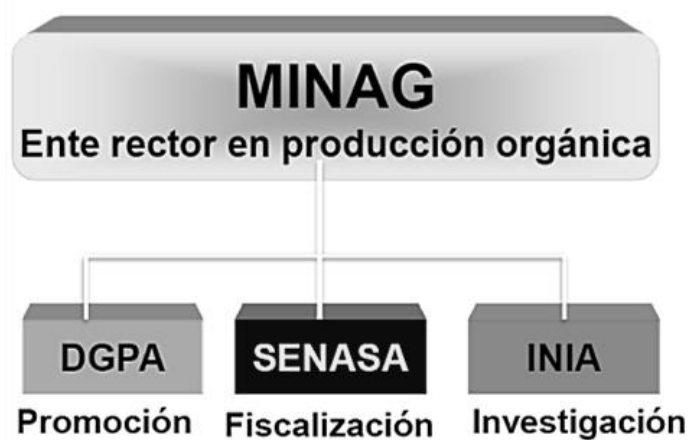 MINAG
Ente rector en producción orgánica
DGPA
SENASA
INIA
Promoción
Fiscalización
Investigación